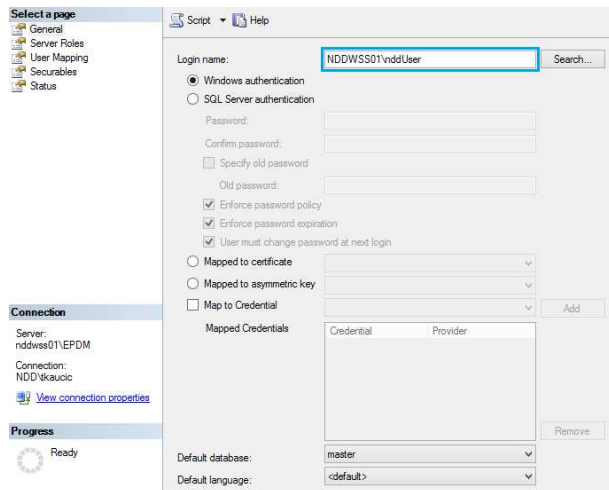 Select a page
General
Server Roles
User Mapping
Securables
Status
Connection
Server:
nddwss01\EPDM
Connection:
NDD\tkaucic
View connection properties
Progress
Ready
Script Help
Login name: NDDWSS01\nddUser Search...
Windows authentication
SQL Server authentication
Password:
Confirm password:
Specify old password
Old password:
Enforce password policy
Enforce password expiration
User must change password at next login
Mapped to certificate
Mapped to asymmetric key
Map to Credential Add
Mapped Credentials Credential Provider
Remove
Default database: master
Default language: <default>